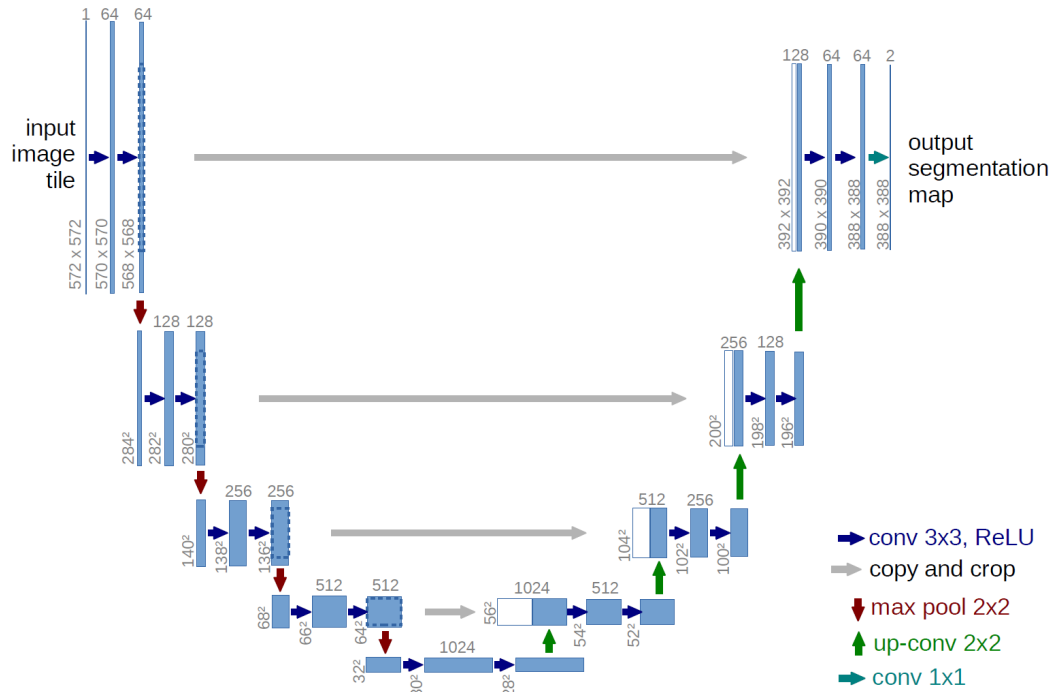 1 64 64
input
image
tile
572 x 572
570 x 570
568 x 568
128 64 64 2
output
segmentation
map
392 x 392
390 x 390
388 x 388
388 x 388
128 128
284²
282²
280²
256 128
200²
198²
196²
256 256
140²
138²
136²
512 256
104²
102²
100²
512 512
68²
66²
64²
1024 512
56²
54²
52²
1024
32²
30²
28²
conv 3x3, ReLU
copy and crop
max pool 2x2
up-conv 2x2
conv 1x1